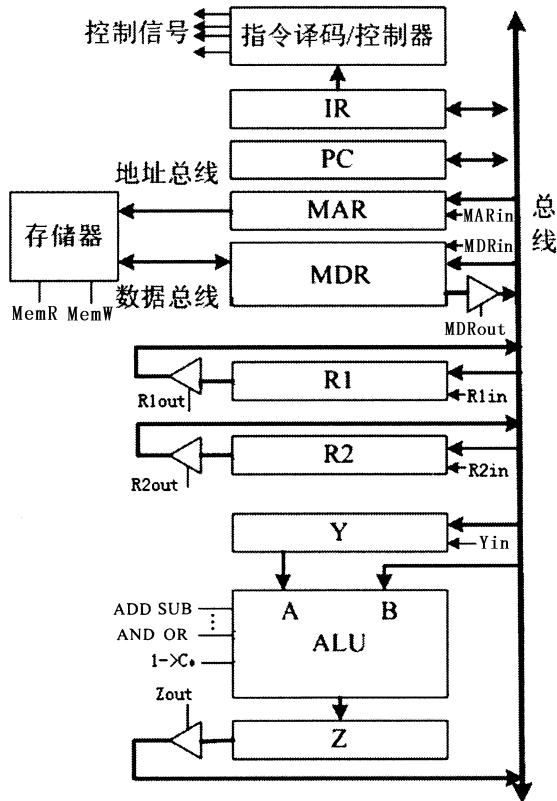 控制信号
指令译码/控制器
IR
PC
地址总线
MAR
MARin
总线
存储器
MDRin
MDR
数据总线
MemR MemW
MDRout
R1
R1out
R1in
R2
R2out
R2in
Y
Yin
A B
ADD SUB
⋮
AND OR
ALU
1->C₀
Zout
Z